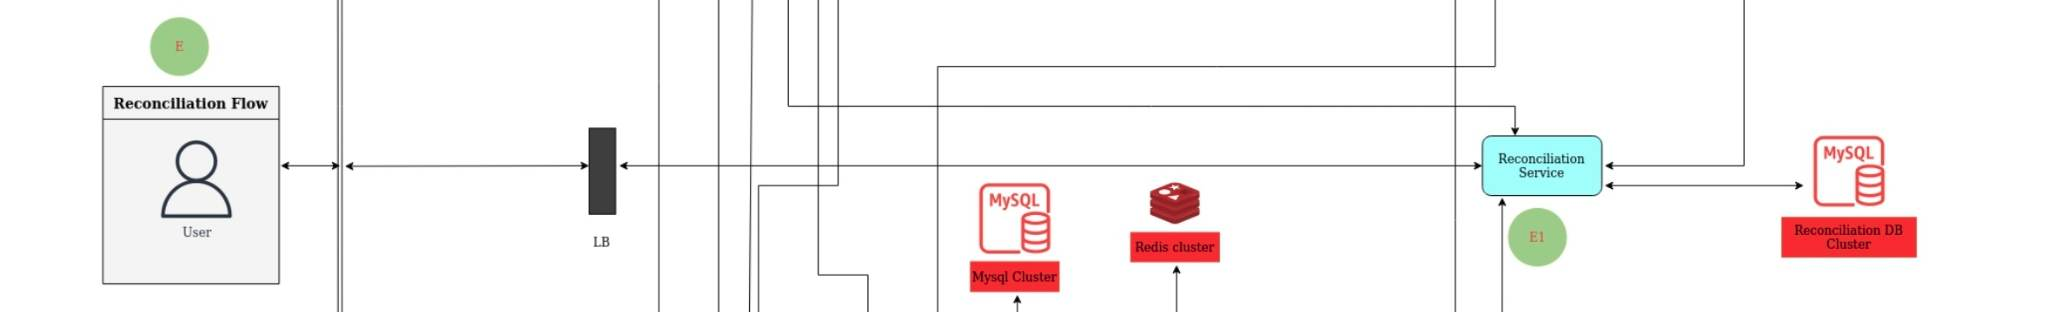 E
Reconciliation Flow
User
LB
MySQL
Mysql Cluster
Redis cluster
Reconciliation
Service
E1
MySQL
Reconciliation DB
Cluster